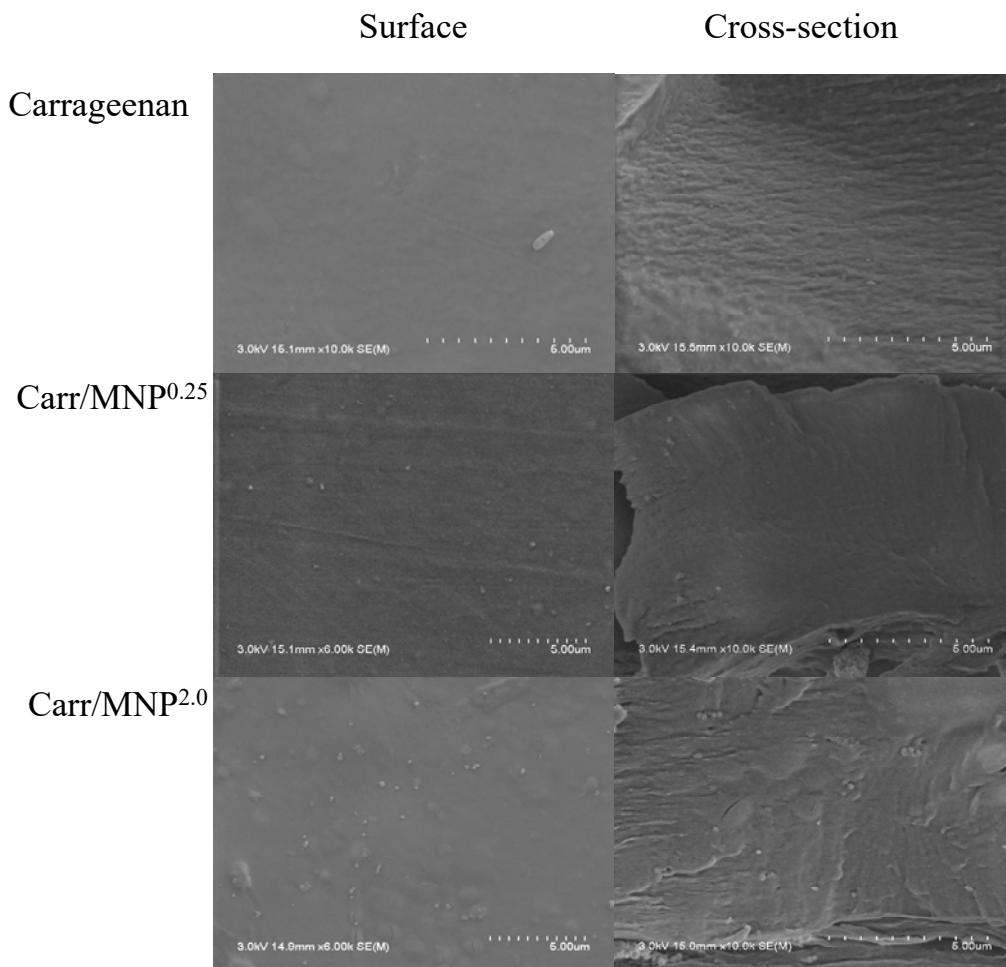 Surface Cross-section
Carrageenan
3.0kV 15.1mm x10.0k SE(M) 5.00um
3.0kV 15.5mm x10.0k SE(M) 5.00um
Carr/MNP0.25
3.0kV 15.1mm x6.00k SE(M) 5.00um
3.0kV 15.4mm x10.0k SE(M) 5.00um
Carr/MNP2.0
3.0kV 14.9mm x6.00k SE(M) 5.00um
3.0kV 15.0mm x10.0k SE(M) 5.00um